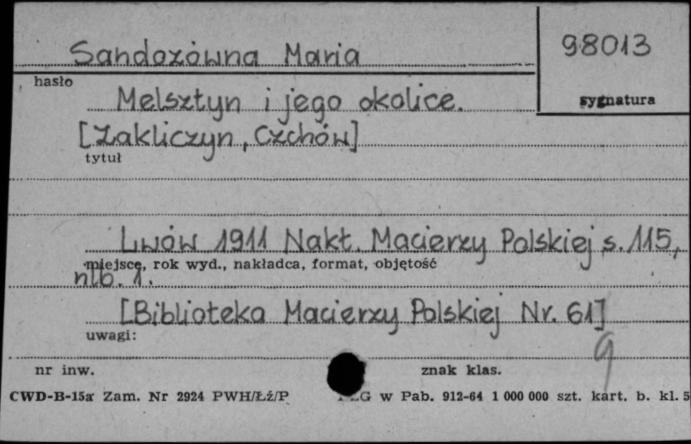 Sandozówna Maria
98013
hasło
sygnatura
Melsztyn i jego okolice.
[Zakliczyn, Czchów]
tytuł
Lwów 1911 Nakł. Macierzy Polskiej s. 115,
miejsce, rok wyd., nakładca, format, objętość
nlb. 1.
[Biblioteka Macierzy Polskiej Nr. 61]
uwagi:
9
nr inw.
znak klas.
CWD-B-15a Zam. Nr 2924 PWH/Łź/P
G w Pab. 912-64 1 000 000 szt. kart. b. kl. 5